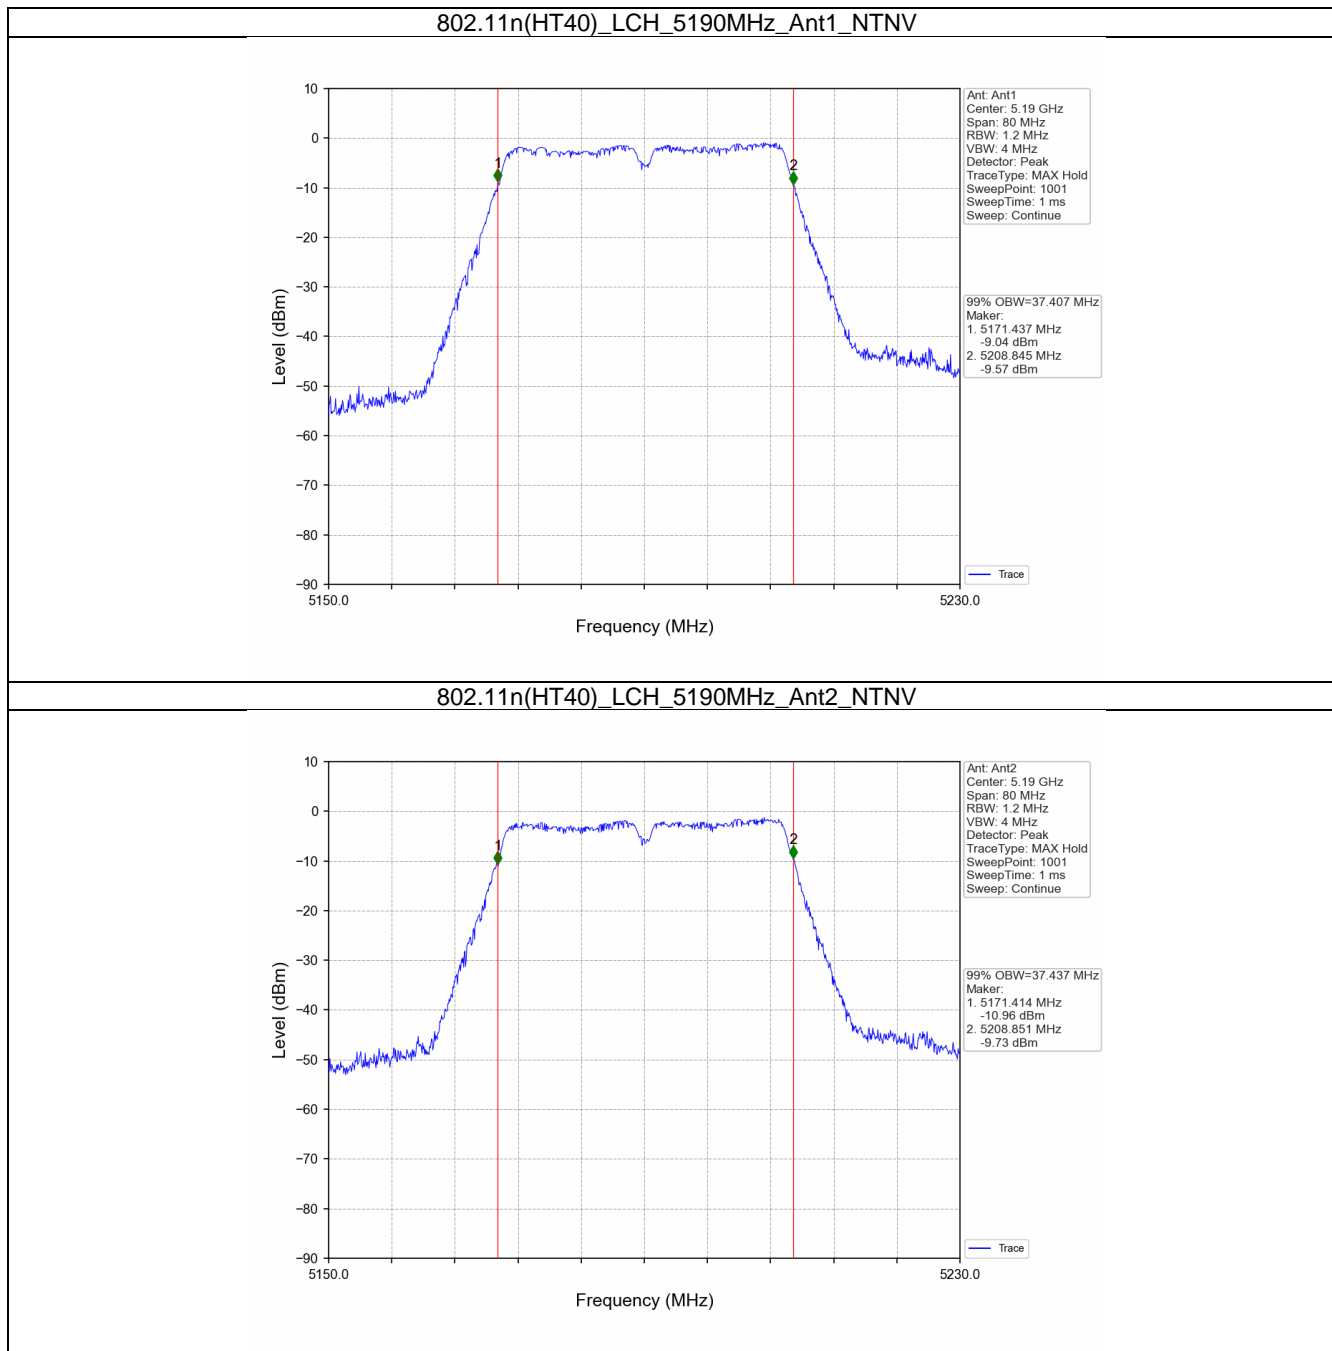 802.11n(HT40)_LCH_5190MHz_Ant1_NTNV
10
0
−10
−20
−30
−40
−50
−60
−70
−80
−90
Level (dBm)
5150.0
5230.0
Frequency (MHz)
1
2
Ant: Ant1
Center: 5.19 GHz
Span: 80 MHz
RBW: 1.2 MHz
VBW: 4 MHz
Detector: Peak
TraceType: MAX Hold
SweepPoint: 1001
SweepTime: 1 ms
Sweep: Continue
99% OBW=37.407 MHz
Maker:
1. 5171.437 MHz
-9.04 dBm
2. 5208.845 MHz
-9.57 dBm
Trace
802.11n(HT40)_LCH_5190MHz_Ant2_NTNV
10
0
−10
−20
−30
−40
−50
−60
−70
−80
−90
Level (dBm)
5150.0
5230.0
Frequency (MHz)
1
2
Ant: Ant2
Center: 5.19 GHz
Span: 80 MHz
RBW: 1.2 MHz
VBW: 4 MHz
Detector: Peak
TraceType: MAX Hold
SweepPoint: 1001
SweepTime: 1 ms
Sweep: Continue
99% OBW=37.437 MHz
Maker:
1. 5171.414 MHz
-10.96 dBm
2. 5208.851 MHz
-9.73 dBm
Trace